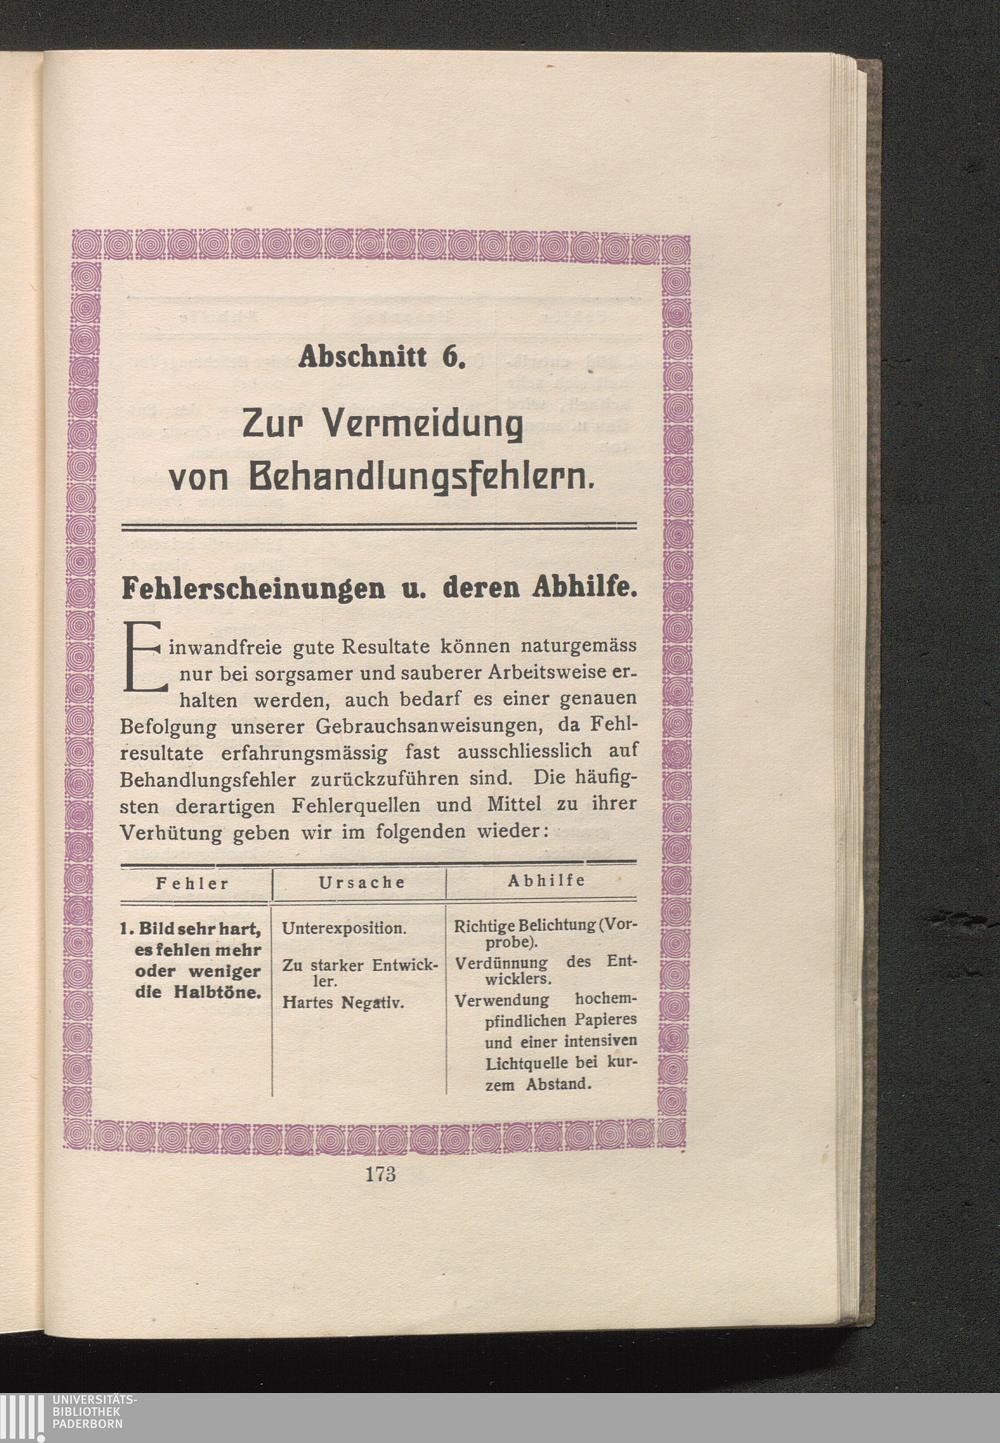 Abschnitt 6.
Zur Vermeidung
von Behandlungsfehlern.
Fehlerscheinungen u. deren Abhilfe.
Einwandfreie gute Resultate können naturgemäss
nur bei sorgsamer und sauberer Arbeitsweise er-
halten werden, auch bedarf es einer genauen
Befolgung unserer Gebrauchsanweisungen, da Fehl-
resultate erfahrungsmässig fast ausschliesslich auf
Behandlungsfehler zurückzuführen sind. Die häufig-
sten derartigen Fehlerquellen und Mittel zu ihrer
Verhütung geben wir im folgenden wieder:
Fehler
Ursache
Abhilfe
1. Bild sehr hart,
es fehlen mehr
oder weniger
die Halbtöne.
Unterexposition.
Zu starker Entwick-
ler.
Hartes Negativ.
Richtige Belichtung (Vor-
probe).
Verdünnung des Ent-
wicklers.
Verwendung hochem-
pfindlichen Papieres
und einer intensiven
Lichtquelle bei kur-
zem Abstand.
173
UNIVERSITÄTS-
BIBLIOTHEK
PADERBORN